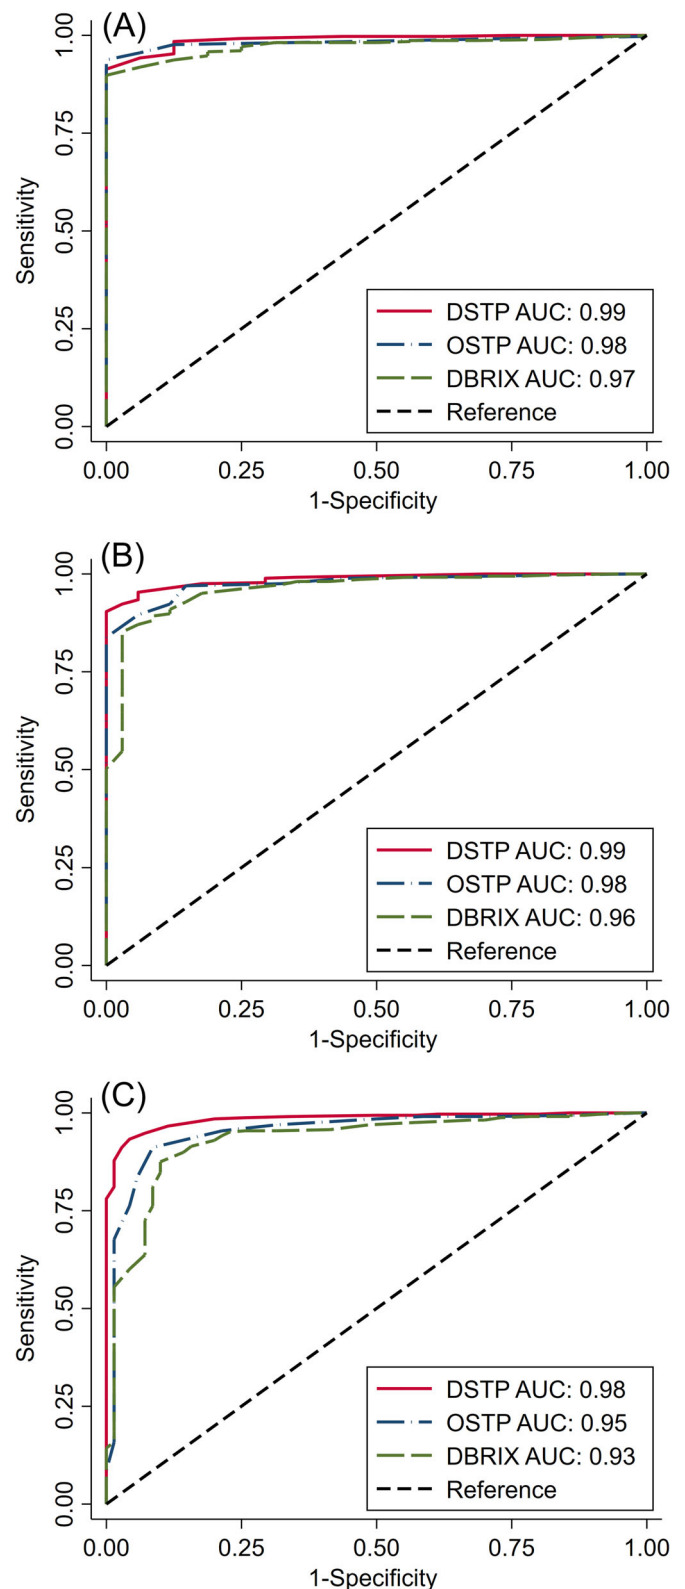 (A)
1.00
0.75
0.50
0.25
0.00
Sensitivity
DSTP AUC: 0.99
OSTP AUC: 0.98
DBRIX AUC: 0.97
Reference
0.00 0.25 0.50 0.75 1.00
1-Specificity
(B)
1.00
0.75
0.50
0.25
0.00
Sensitivity
DSTP AUC: 0.99
OSTP AUC: 0.98
DBRIX AUC: 0.96
Reference
0.00 0.25 0.50 0.75 1.00
1-Specificity
(C)
1.00
0.75
0.50
0.25
0.00
Sensitivity
DSTP AUC: 0.98
OSTP AUC: 0.95
DBRIX AUC: 0.93
Reference
0.00 0.25 0.50 0.75 1.00
1-Specificity